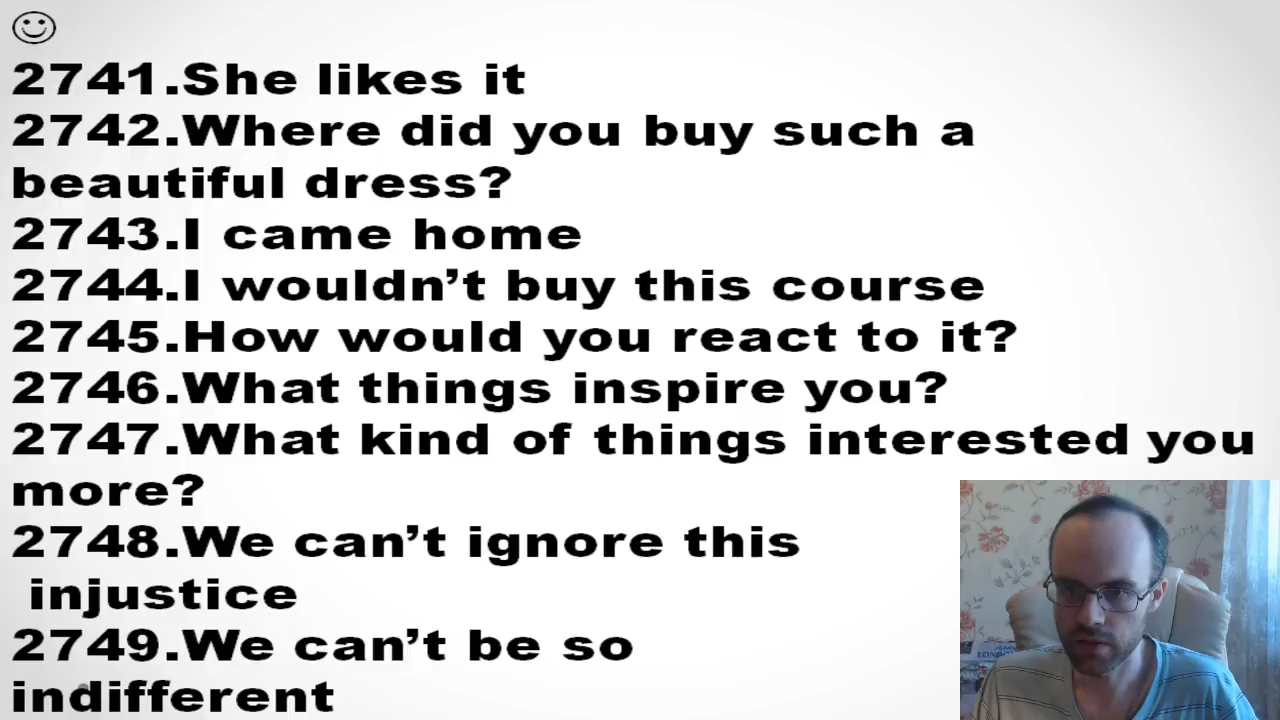 2741.She likes it
2742.Where did you buy such a
beautiful dress?
2743.I came home
2744.I wouldn’t buy this course
2745.How would you react to it?
2746.What things inspire you?
2747.What kind of things interested you
more?
2748.We can’t ignore this
injustice
2749.We can’t be so
indifferent